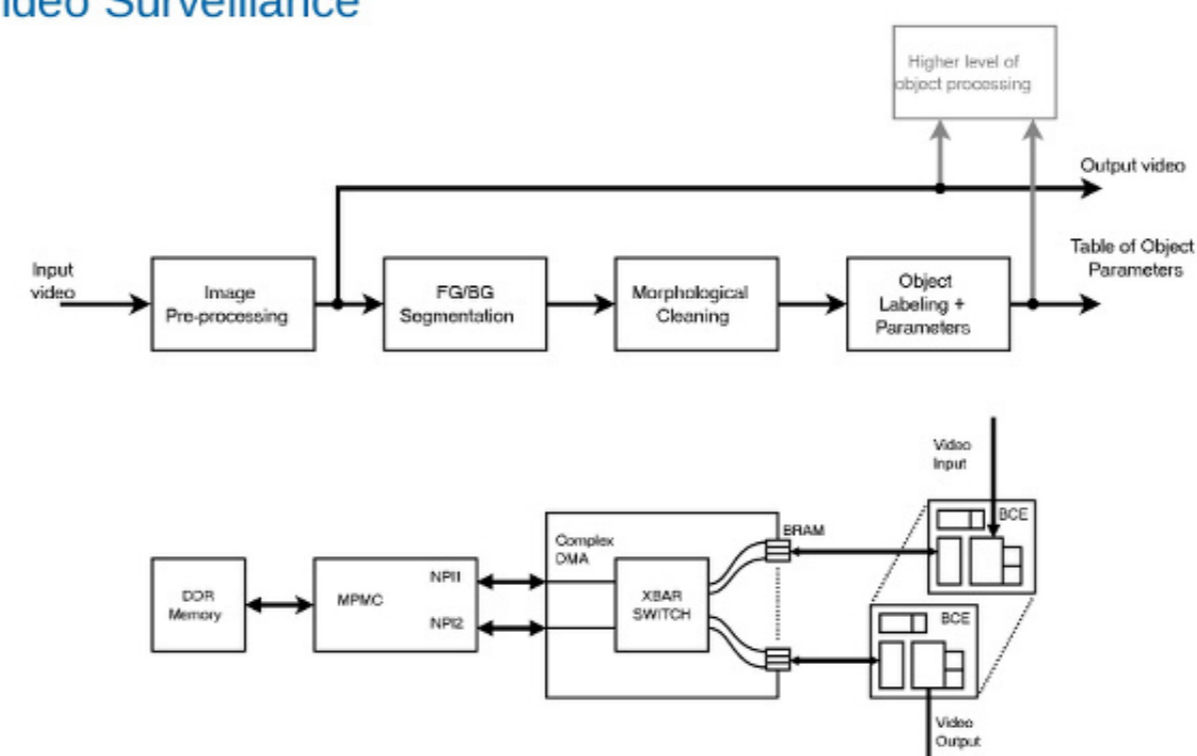 ideo Surveillance
Higher level of
object processing
Output video
Input
video
Image
Pre-processing
FG/BG
Segmentation
Morphological
Cleaning
Object
Labeling +
Parameters
Table of Object
Parameters
Video
Input
BCE
BRAM
Complex
DMA
DDR
Memory
MPMC
NPI1
NPI2
XBAR
SWITCH
BCE
Video
Output